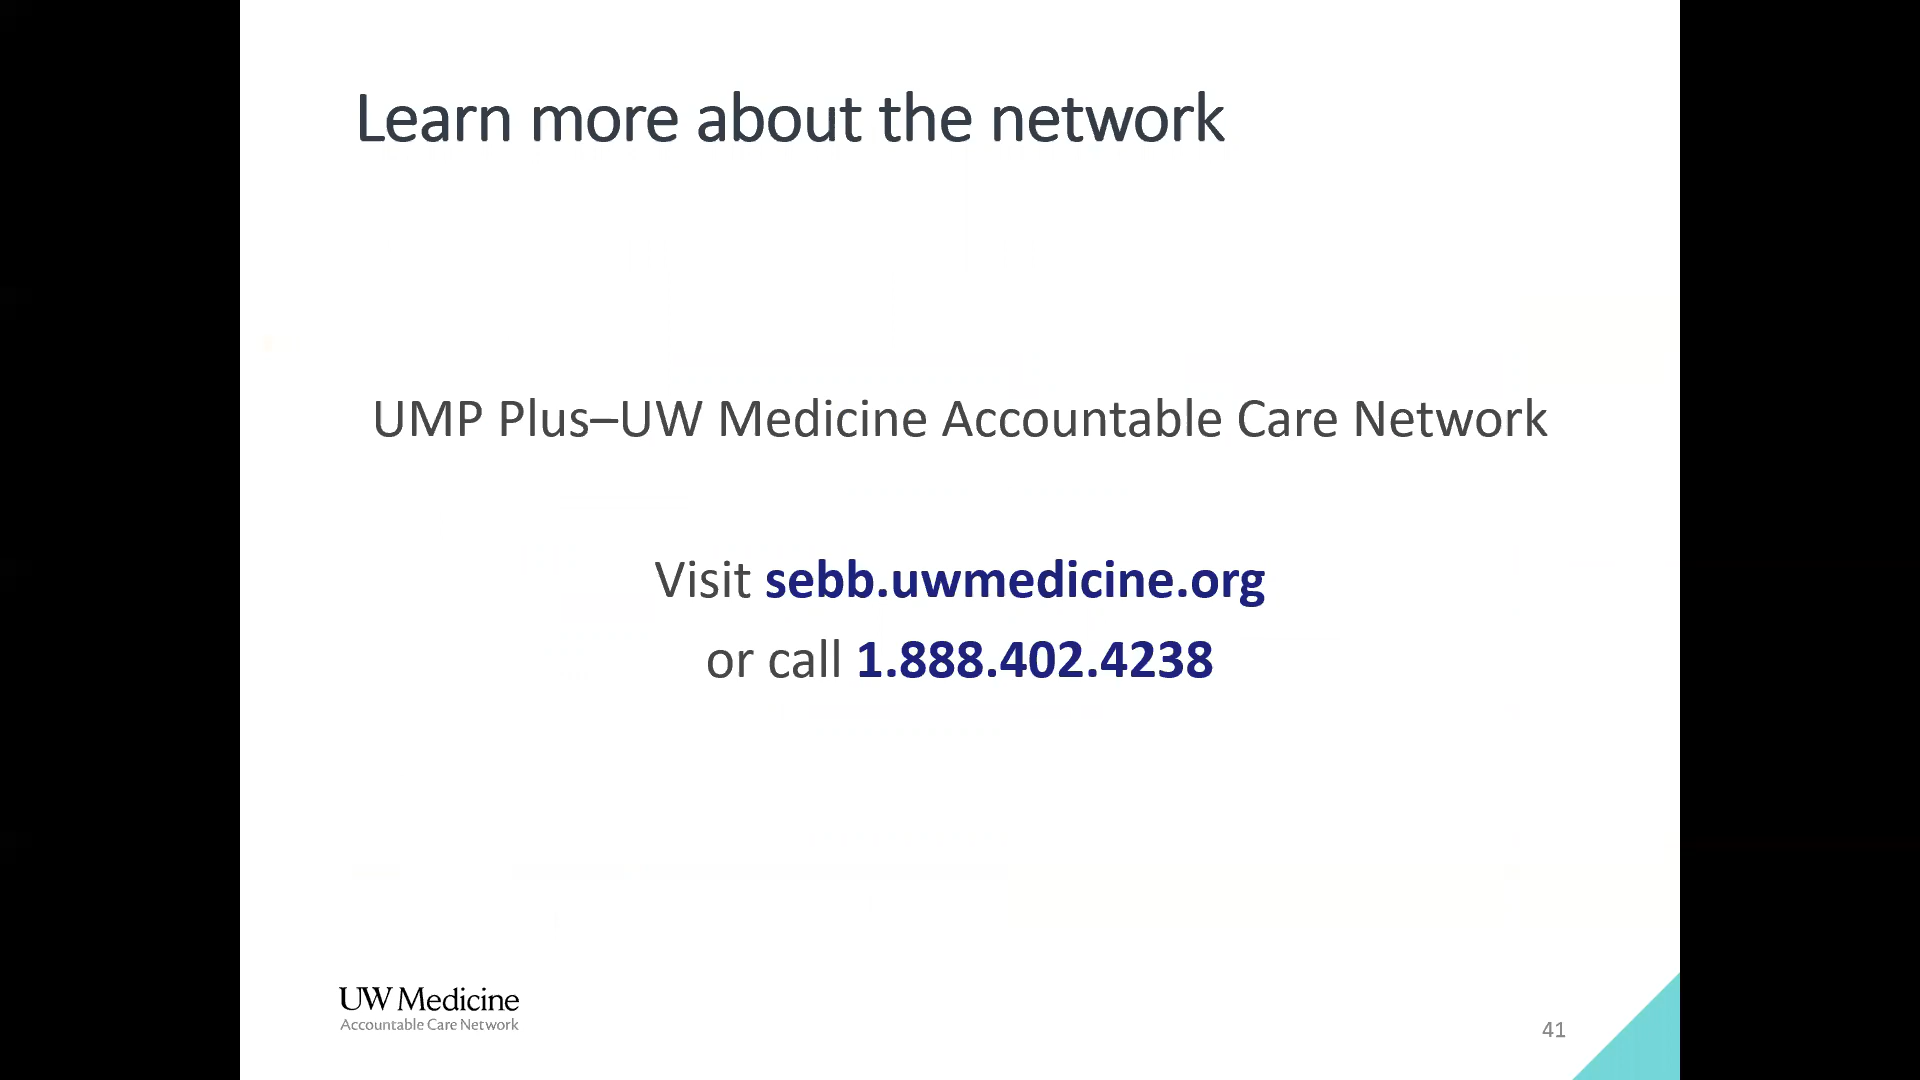 Learn more about the network
UMP Plus–UW Medicine Accountable Care Network
Visit sebb.uwmedicine.org
or call 1.888.402.4238
UW Medicine
Accountable Care Network
41